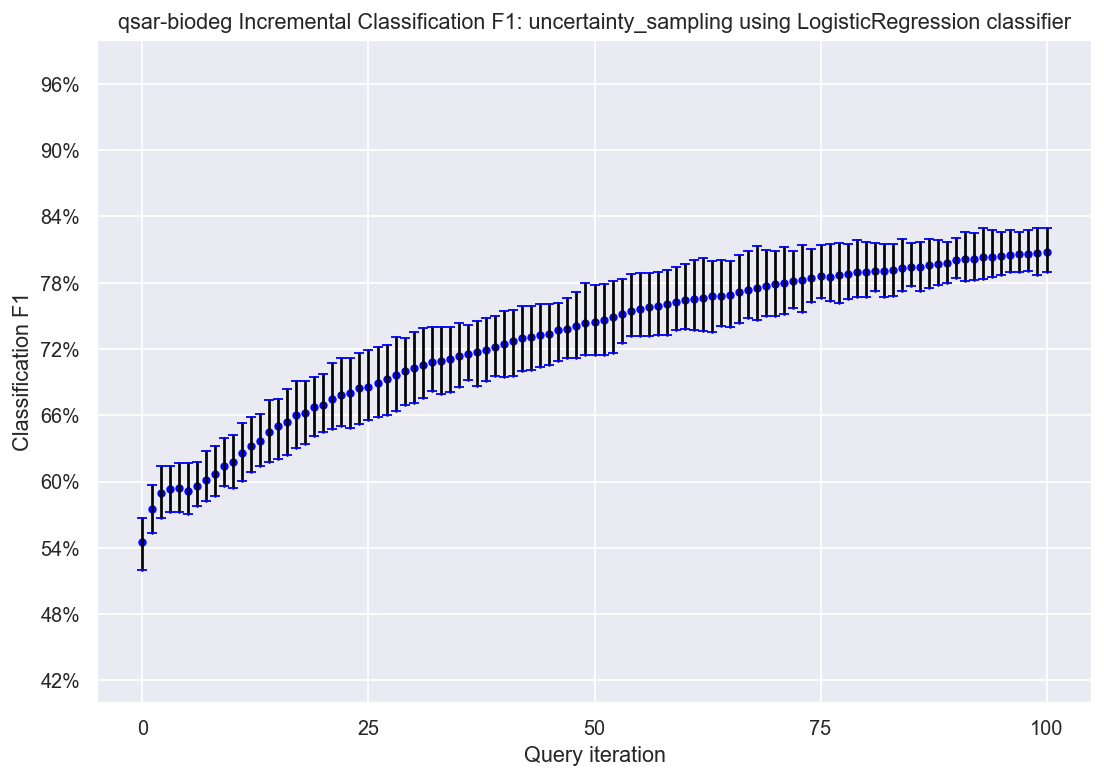 qsar-biodeg Incremental Classification F1: uncertainty_sampling using LogisticRegression classifier
96%
90%
84%
78%
72%
66%
60%
54%
48%
42%
Classification F1
0 25 50 75 100
Query iteration